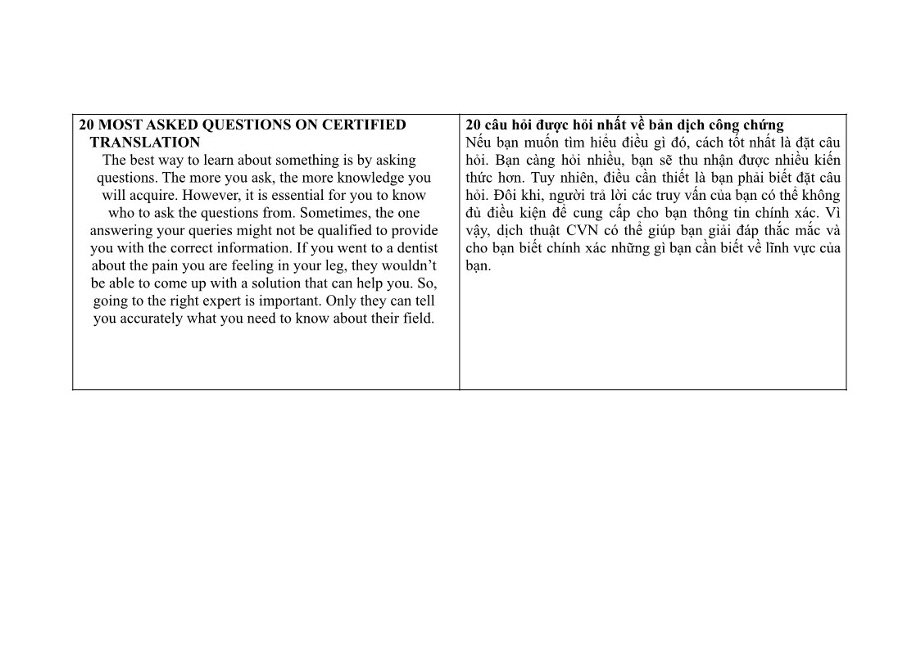 20 MOST ASKED QUESTIONS ON CERTIFIED
TRANSLATION
The best way to learn about something is by asking
questions. The more you ask, the more knowledge you
will acquire. However, it is essential for you to know
who to ask the questions from. Sometimes, the one
answering your queries might not be qualified to provide
you with the correct information. If you went to a dentist
about the pain you are feeling in your leg, they wouldn’t
be able to come up with a solution that can help you. So,
going to the right expert is important. Only they can tell
you accurately what you need to know about their field.
20 câu hỏi được hỏi nhất về bản dịch công chứng
Nếu bạn muốn tìm hiểu điều gì đó, cách tốt nhất là đặt câu
hỏi. Bạn càng hỏi nhiều, bạn sẽ thu nhận được nhiều kiến
thức hơn. Tuy nhiên, điều cần thiết là bạn phải biết đặt câu
hỏi. Đôi khi, người trả lời các truy vấn của bạn có thể không
đủ điều kiện để cung cấp cho bạn thông tin chính xác. Vì
vậy, dịch thuật CVN có thể giúp bạn giải đáp thắc mắc và
cho bạn biết chính xác những gì bạn cần biết về lĩnh vực của
bạn.